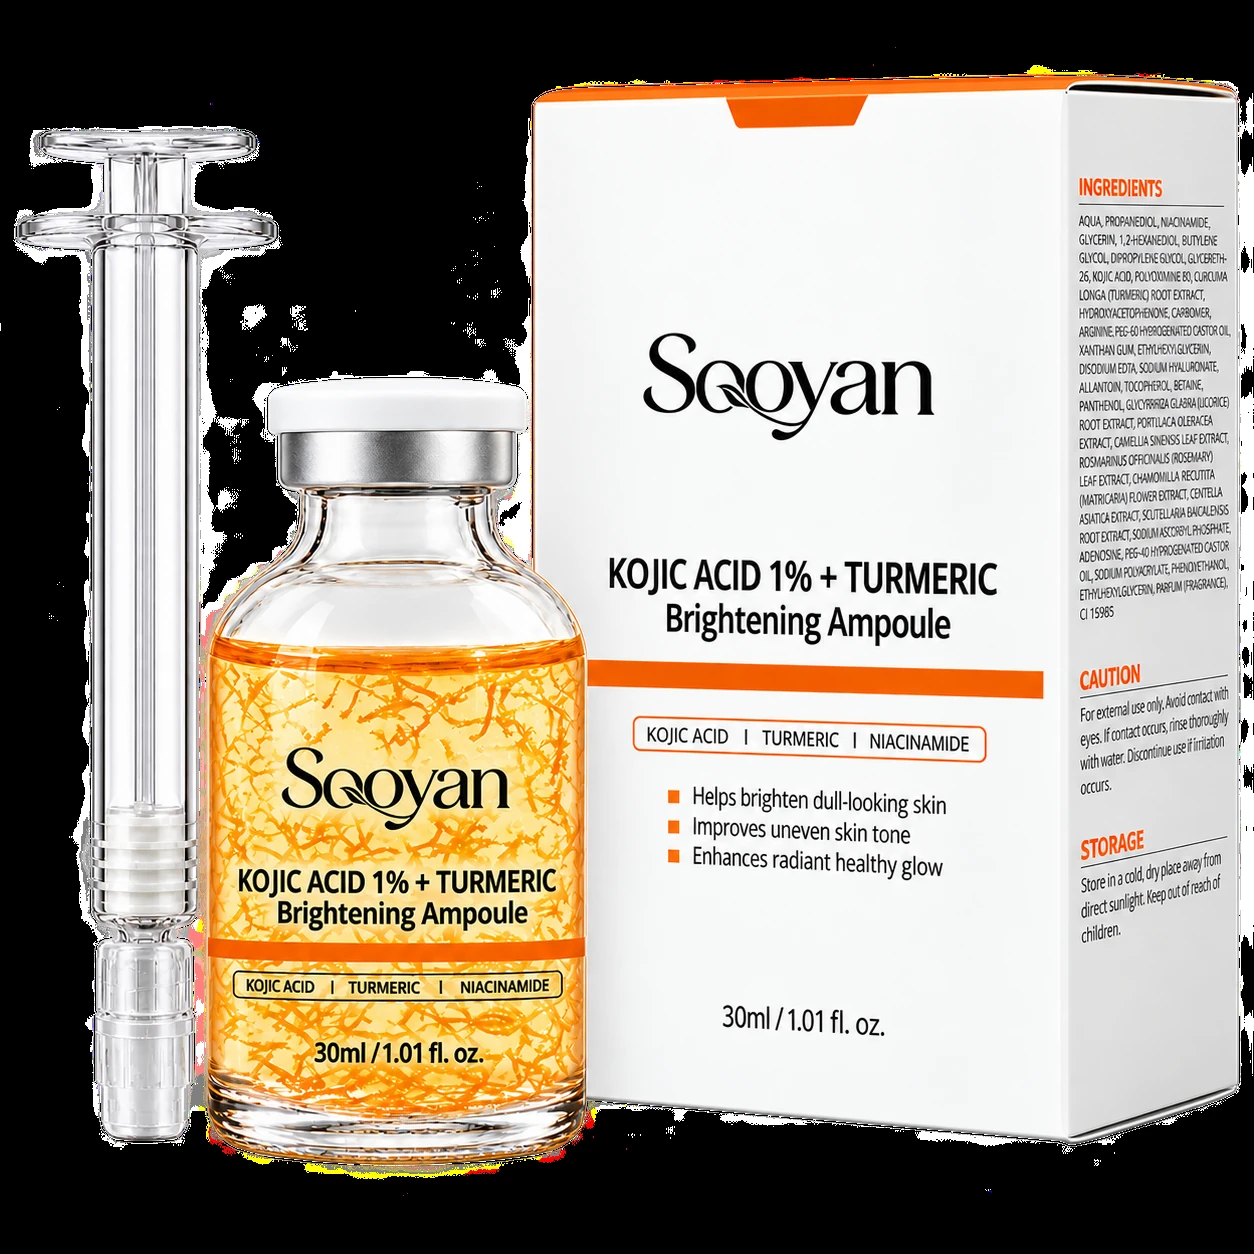 Sqoyan
KOJIC ACID 1% + TURMERIC
Brightening Ampoule
KOJIC ACID | TURMERIC | NIACINAMIDE
30ml / 1.01 fl. oz.
Sqoyan
KOJIC ACID 1% + TURMERIC
Brightening Ampoule
KOJIC ACID | TURMERIC | NIACINAMIDE
Helps brighten dull-looking skin
Improves uneven skin tone
Enhances radiant healthy glow
30ml / 1.01 fl. oz.
INGREDIENTS
AQUA, PROPANEDIOL, NIACINAMIDE,
GLYCERIN, 1,2-HEXANEDIOL, BUTYLENE
GLYCOL, DIPROPYLENE GLYCOL, GLYCERETH-
26, KOJIC ACID, POLYOXIMINE 80, CURCUMA
LONGA (TURMERIC) ROOT EXTRACT,
HYDROXYACETOPHENONE, CARBOMER,
ARGININE, PEG-60 HYDROGENATED CASTOR OIL,
XANTHAN GUM, ETHYLHEXYLGLYCERIN,
DISODIUM EDTA, SODIUM HYALURONATE,
ALLANTOIN, TOCOPHEROL, BETAINE,
PANTHENOL, GLYCYRRHIZA GLABRA (LICORICE)
ROOT EXTRACT, PORTULACA OLERACEA
EXTRACT, CAMELLIA SINENSIS LEAF EXTRACT,
ROSMARINUS OFFICINALIS (ROSEMARY)
LEAF EXTRACT, CHAMOMILLA RECUTITA
(MATRICARIA) FLOWER EXTRACT, CENTELLA
ASIATICA EXTRACT, SCUTELLARIA BAICALENSIS
ROOT EXTRACT, SODIUM ASCORBYL PHOSPHATE,
ADENOSINE, PEG-40 HYDROGENATED CASTOR
OIL, SODIUM POLYACRYLATE, PHENOXYETHANOL,
ETHYLHEXYLGLYCERIN, PARFUM (FRAGRANCE),
CI 15985
CAUTION
For external use only. Avoid contact with
eyes. If contact occurs, rinse thoroughly
with water. Discontinue use if irritation
occurs.
STORAGE
Store in a cold, dry place away from
direct sunlight. Keep out of reach of
children.